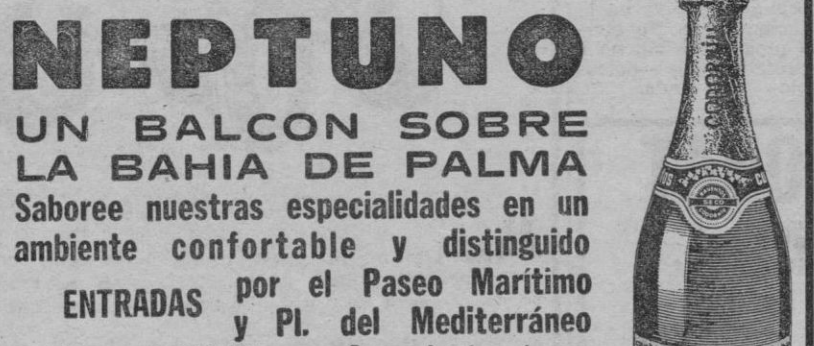 NEPTUNO
UN BALCON SOBRE
LA BAHIA DE PALMA
Saboree nuestras especialidades en un
ambiente confortable y distinguido
ENTRADAS por el Paseo Marítimo
y Pl. del Mediterráneo
CODORNIU